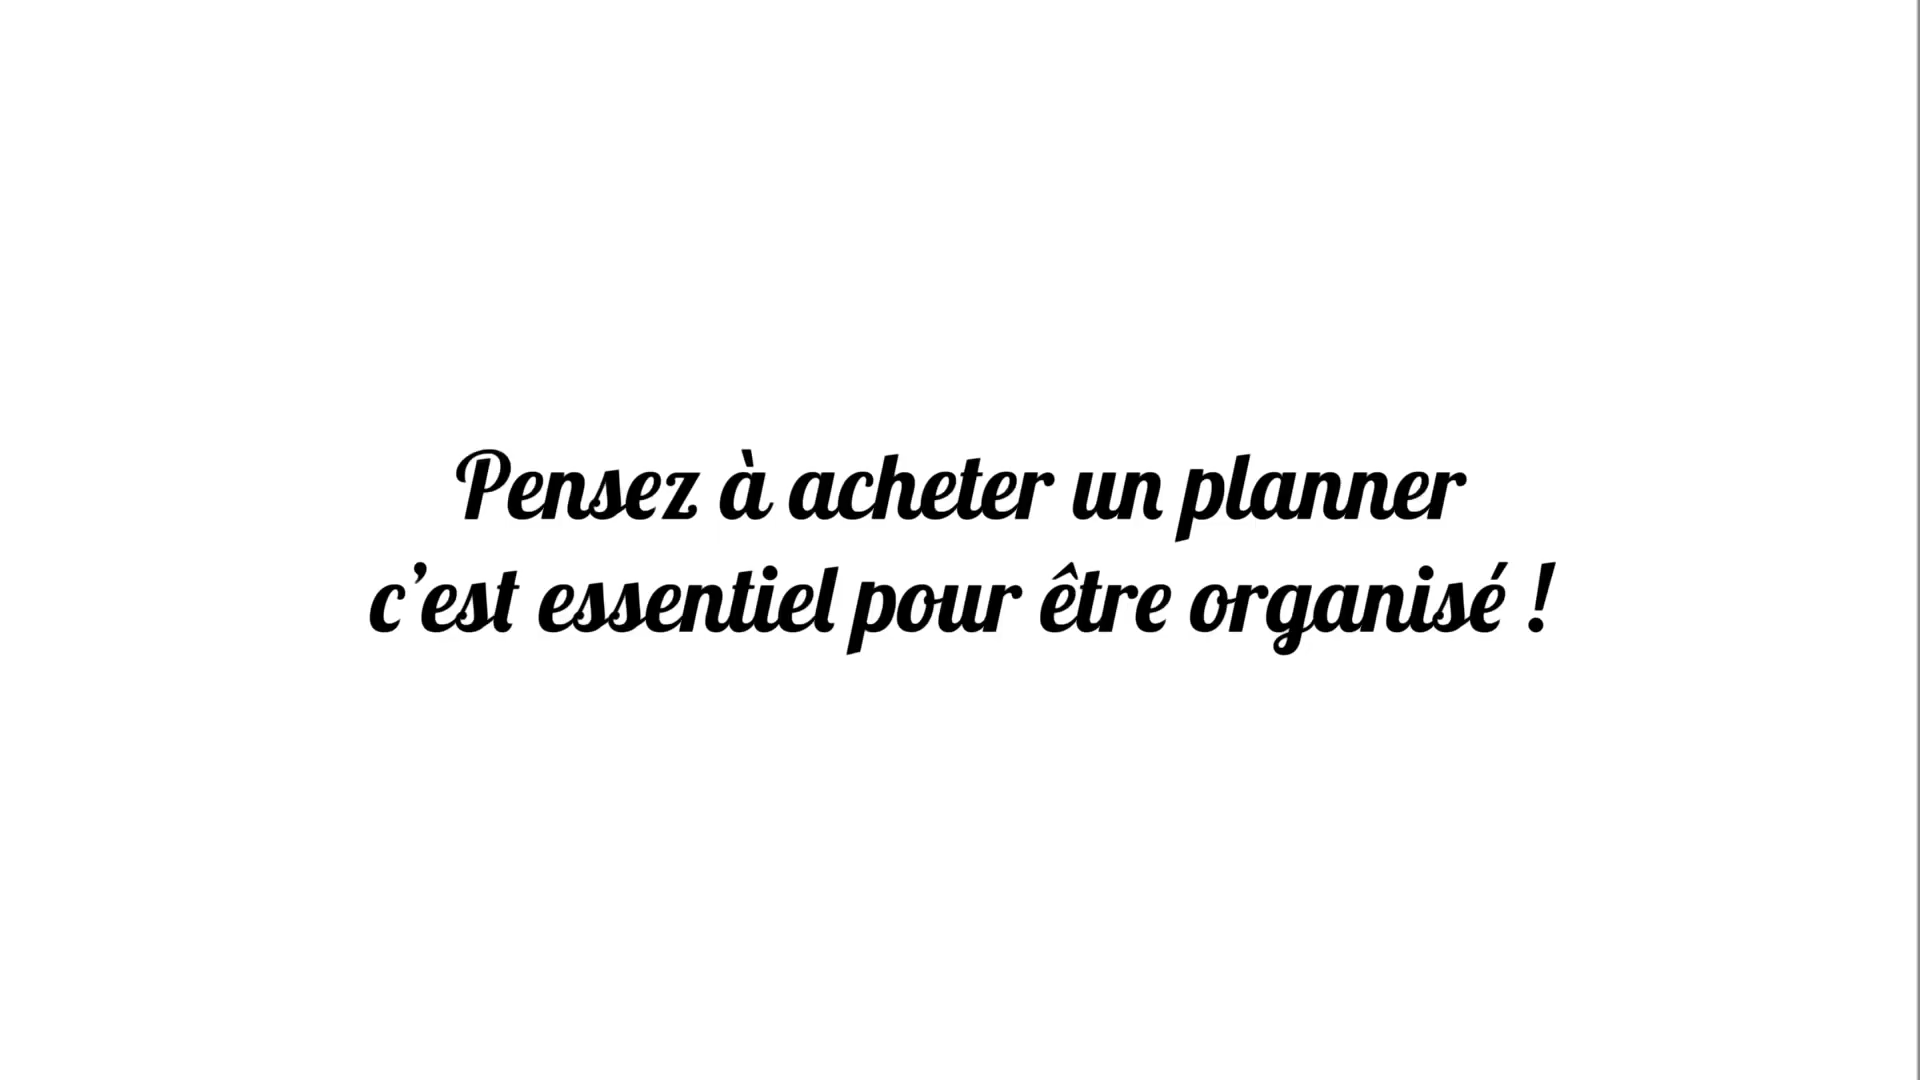 Pensez à acheter un planner
c’est essentiel pour être organisé !